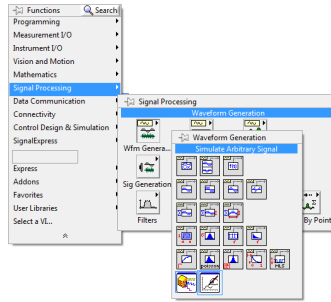 Functions
Search
Programming
Measurement I/O
Instrument I/O
Vision and Motion
Mathematics
Signal Processing
Data Communication
Connectivity
Control Design & Simulation
SignalExpress
Express
Addons
Favorites
User Libraries
Select a VI...
Signal Processing
Waveform Generation
Wfm Genera...
Sig Generation
Filters
By Point
Waveform Generation
Simulate Arbitrary Signal